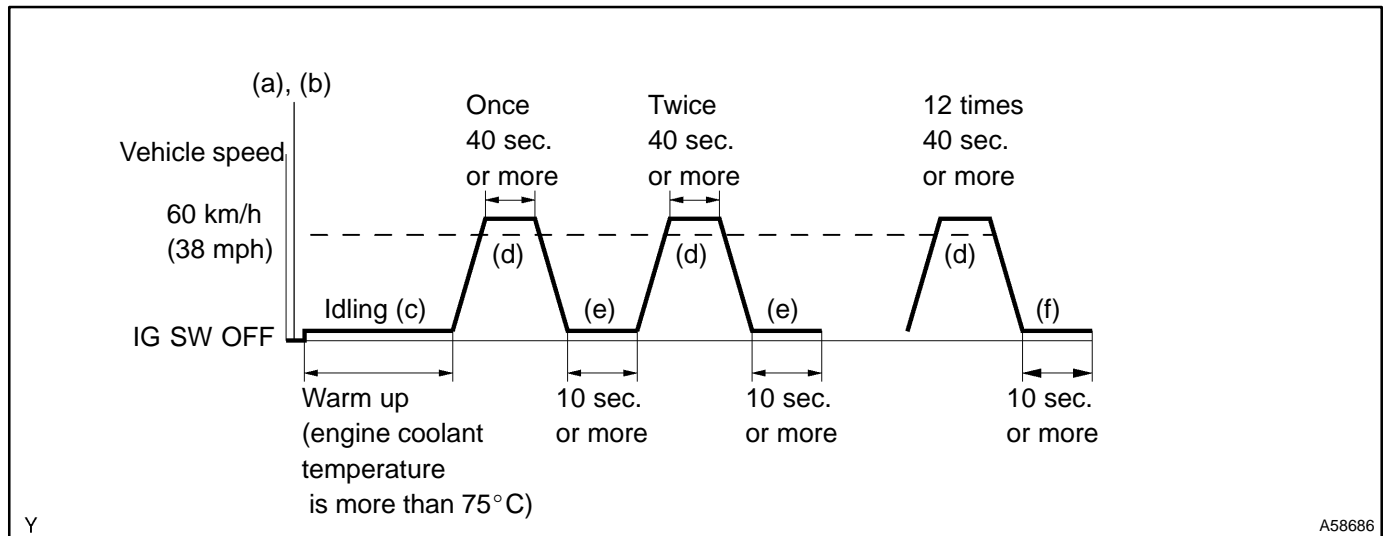 (a), (b)
Once
40 sec.
or more
Twice
40 sec.
or more
12 times
40 sec.
or more
Vehicle speed
60 km/h
(38 mph)
(d)
(d)
(d)
Idling (c)
(e)
(e)
(f)
IG SW OFF
Warm up
(engine coolant
temperature
is more than 75°C)
10 sec.
or more
10 sec.
or more
10 sec.
or more
Y
A58686